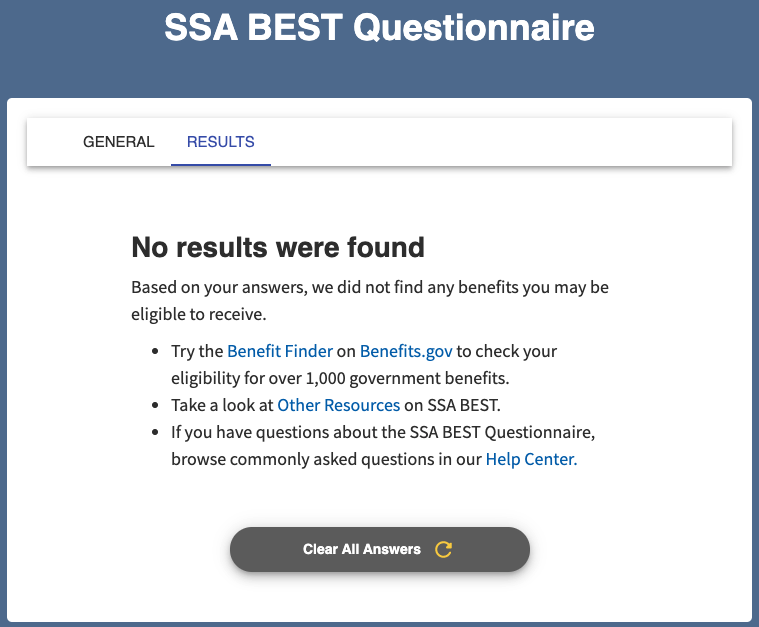 SSA BEST Questionnaire
GENERAL
RESULTS
No results were found
Based on your answers, we did not find any benefits you may be
eligible to receive.
• Try the Benefit Finder on Benefits.gov to check your
eligibility for over 1,000 government benefits.
• Take a look at Other Resources on SSA BEST.
• If you have questions about the SSA BEST Questionnaire,
browse commonly asked questions in our Help Center.
Clear All Answers